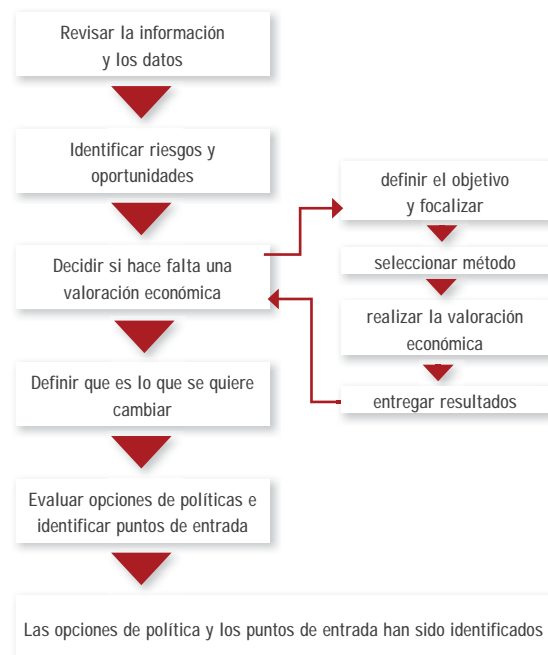 Revisar la información
y los datos
Identificar riesgos y
oportunidades
Decidir si hace falta una
valoración económica
Definir que es lo que se quiere
cambiar
Evaluar opciones de políticas e
identificar puntos de entrada
Las opciones de política y los puntos de entrada han sido identificados
definir el objetivo
y focalizar
seleccionar método
realizar la valoración
económica
entregar resultados